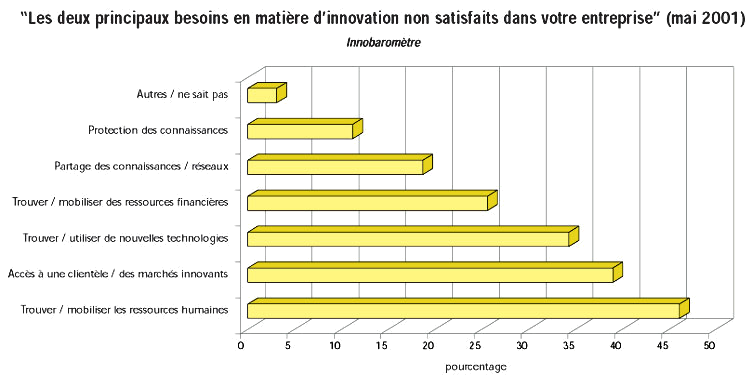 “Les deux principaux besoins en matière d’innovation non satisfaits dans votre entreprise” (mai 2001)
Innobaromètre
Autres / ne sait pas
Protection des connaissances
Partage des connaissances / réseaux
Trouver / mobiliser des ressources financières
Trouver / utiliser de nouvelles technologies
Accès à une clientèle / des marchés innovants
Trouver / mobiliser les ressources humaines
0 5 10 15 20 25 30 35 40 45 50
pourcentage